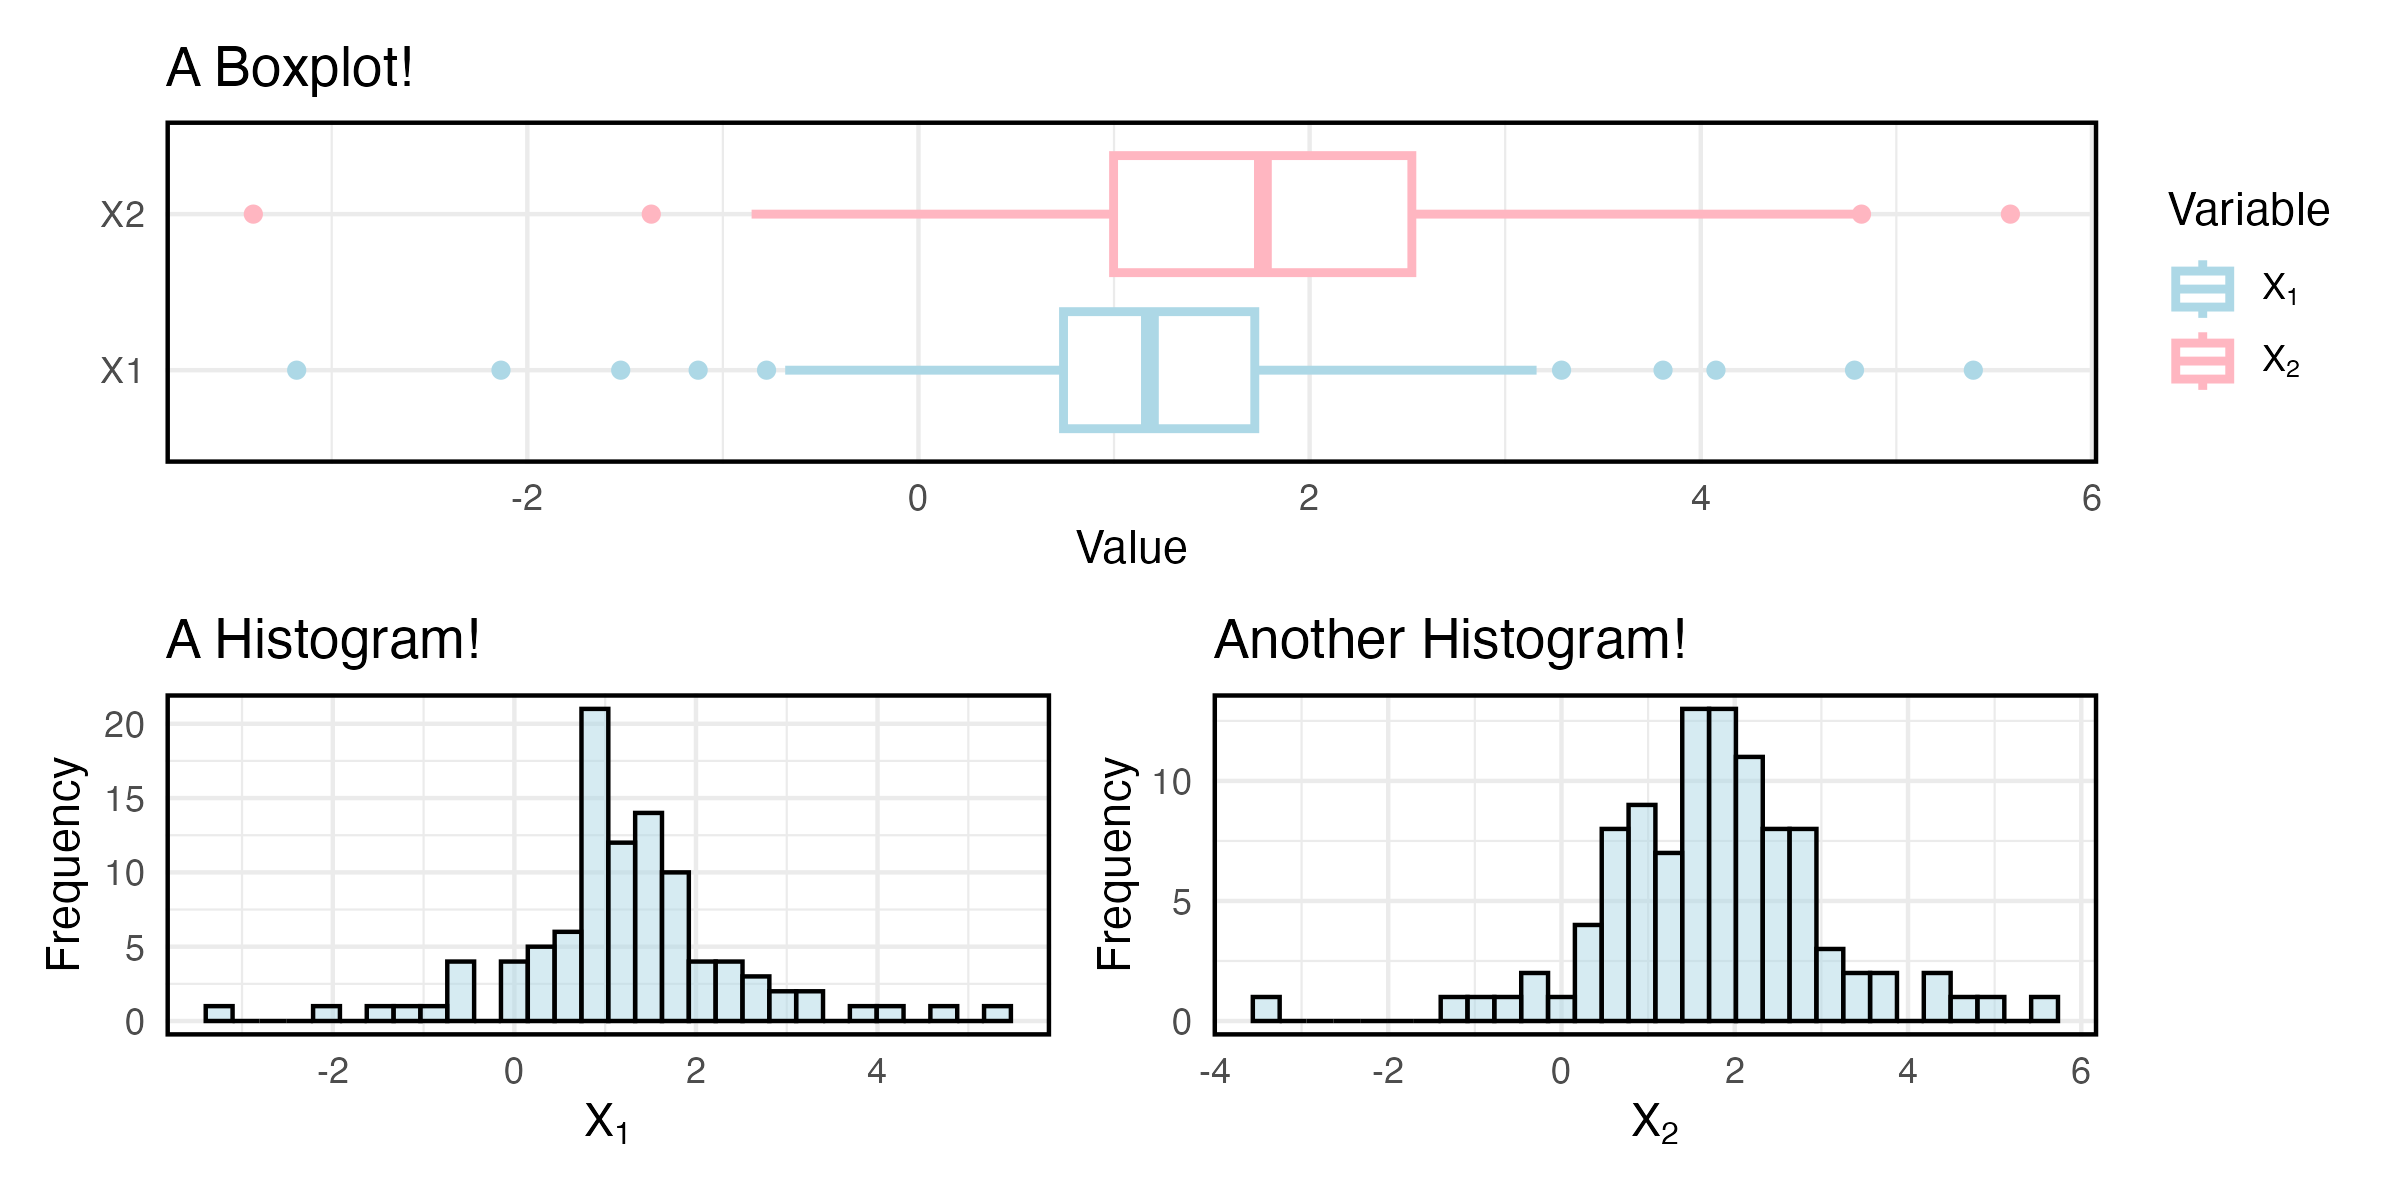 A Boxplot!
X2
X1
-2 0 2 4 6
Value
Variable
X₁
X₂
A Histogram!
Frequency
20
15
10
5
0
-2 0 2 4
X₁
Another Histogram!
Frequency
10
5
0
-4 -2 0 2 4 6
X₂